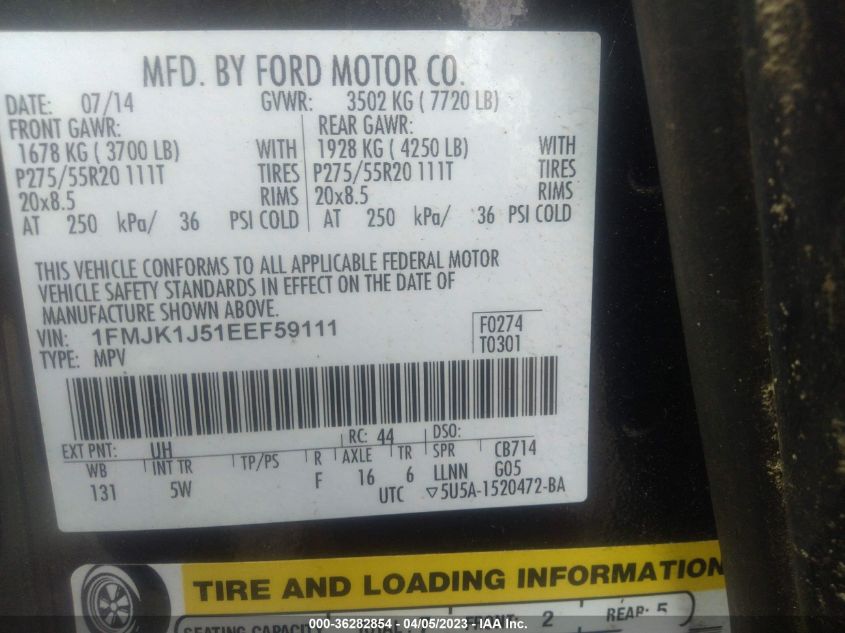 MFD. BY FORD MOTOR CO.
DATE: 07/14 GVWR: 3502 KG ( 7720 LB)
FRONT GAWR: REAR GAWR:
1678 KG ( 3700 LB) WITH 1928 KG ( 4250 LB) WITH
P275/55R20 111T TIRES P275/55R20 111T TIRES
20x8.5 RIMS 20x8.5 RIMS
AT 250 kPa/ 36 PSI COLD AT 250 kPa/ 36 PSI COLD
THIS VEHICLE CONFORMS TO ALL APPLICABLE FEDERAL MOTOR
VEHICLE SAFETY STANDARDS IN EFFECT ON THE DATE OF
MANUFACTURE SHOWN ABOVE.
VIN: 1FMJK1J51EEF59111 F0274
TYPE: MPV T0301
EXT PNT: UH RC: 44 DSO:
WB INT TR TP/PS R AXLE TR SPR CB714
131 5W F 16 6 LLNN G05
UTC ▽5U5A-1520472-BA
TIRE AND LOADING INFORMATION
SEATING CAPACITY 2 REAR: 5
000-36282854 - 04/05/2023 - IAA Inc.